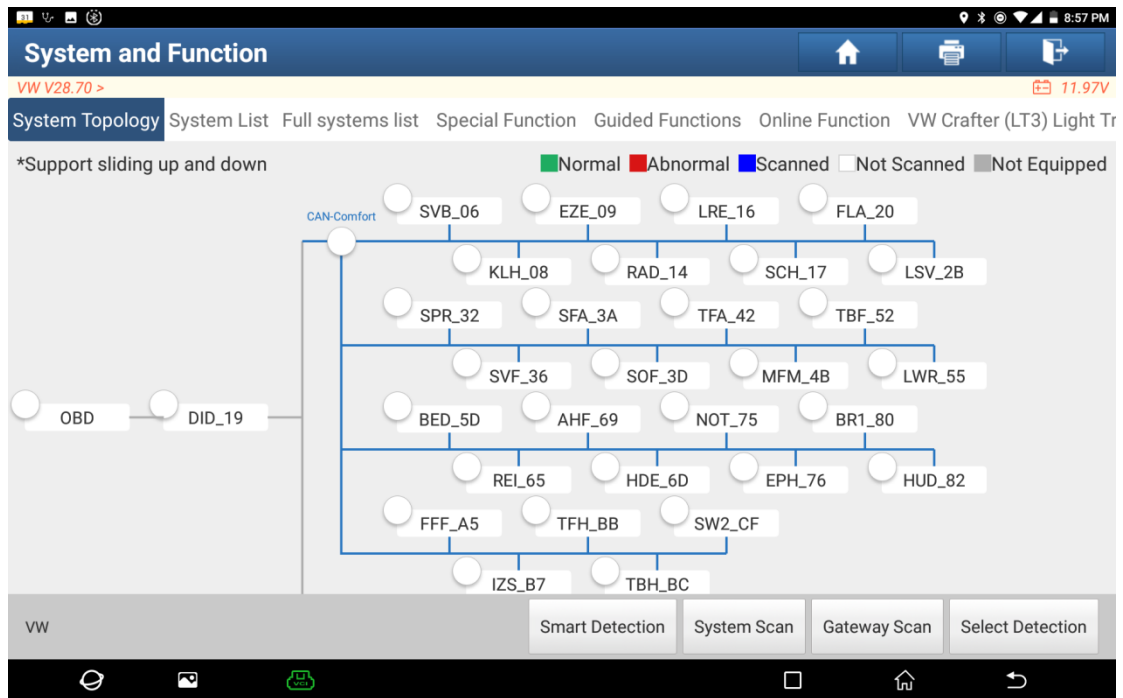 31 8:57 PM
System and Function
VW V28.70 > 11.97V
System Topology System List Full systems list Special Function Guided Functions Online Function VW Crafter (LT3) Light Tr
*Support sliding up and down Normal Abnormal Scanned Not Scanned Not Equipped
CAN-Comfort SVB_06 EZE_09 LRE_16 FLA_20
KLH_08 RAD_14 SCH_17 LSV_2B
SPR_32 SFA_3A TFA_42 TBF_52
SVF_36 SOF_3D MFM_4B LWR_55
OBD DID_19 BED_5D AHF_69 NOT_75 BR1_80
REI_65 HDE_6D EPH_76 HUD_82
FFF_A5 TFH_BB SW2_CF
IZS_B7 TBH_BC
VW Smart Detection System Scan Gateway Scan Select Detection
VCI